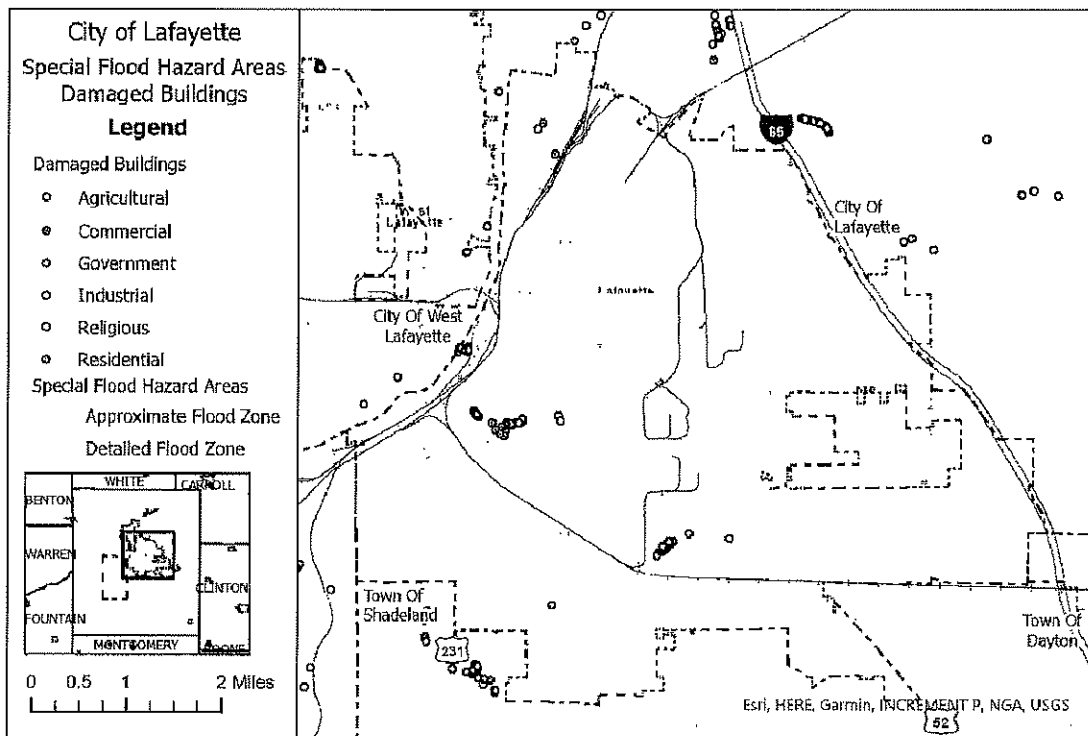 City of Lafayette
Special Flood Hazard Areas
Damaged Buildings
Legend
Damaged Buildings
Agricultural
Commercial
Government
Industrial
Religious
Residential
Special Flood Hazard Areas
Approximate Flood Zone
Detailed Flood Zone
WHITE
CARROLL
BENTON
WARREN
CLINTON
FOUNTAIN
MONTGOMERY
BOONE
0 0.5 1 2 Miles
65
City Of
Lafayette
Lafayette
City Of West
Lafayette
Town Of
Shadeland
231
Town Of
Dayton
Esri, HERE, Garmin, INCREMENT P, NGA, USGS
52